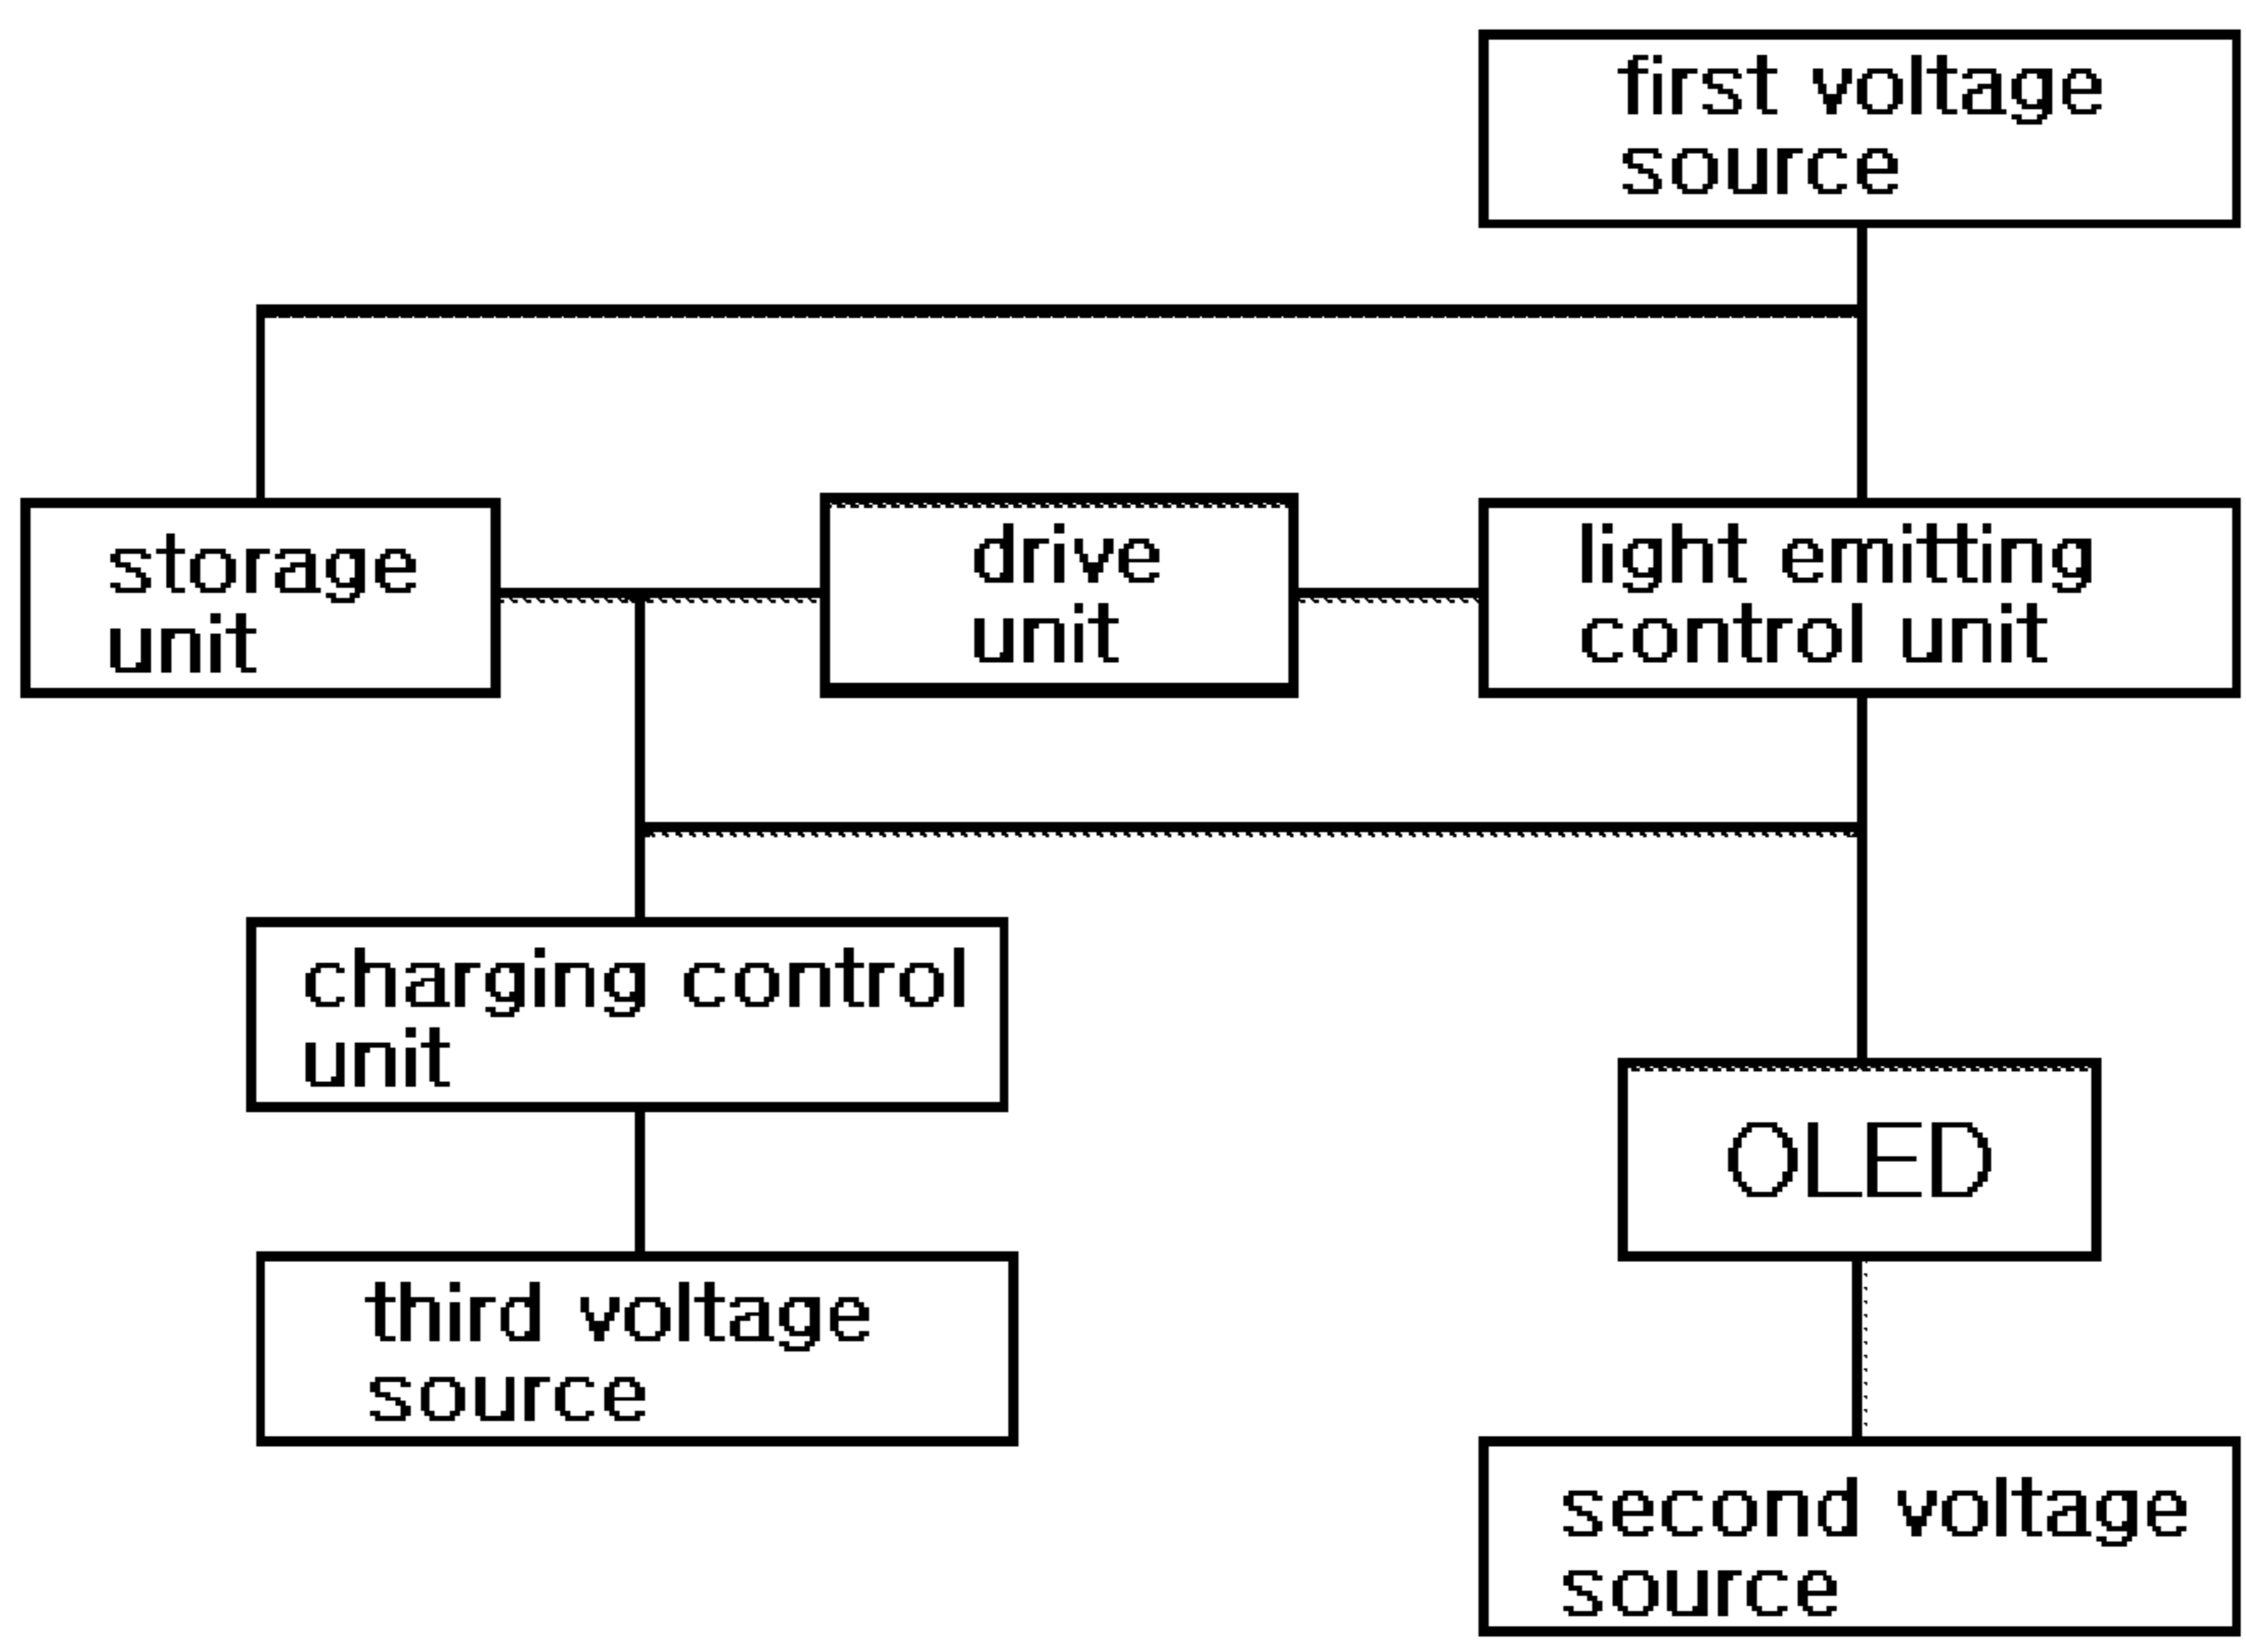 first voltage
source
storage
unit
drive
unit
light emitting
control unit
charging control
unit
OLED
third voltage
source
second voltage
source